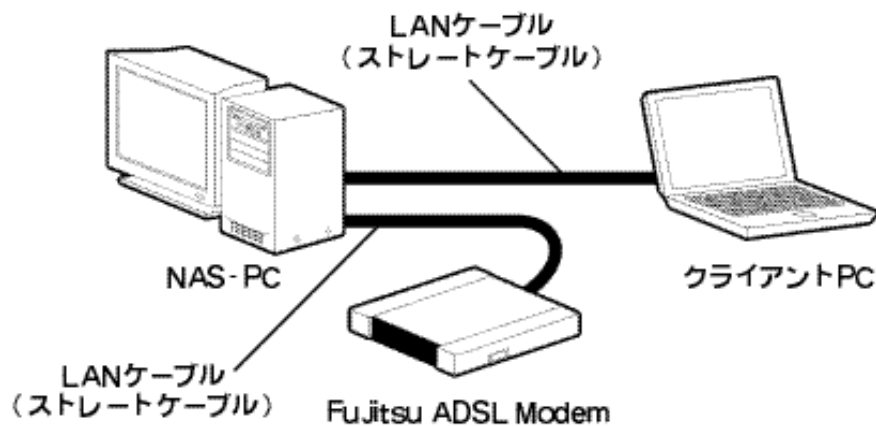 LANケーブル
（ストレートケーブル）
NAS-PC
クライアントPC
LANケーブル
（ストレートケーブル）
Fujitsu ADSL Modem